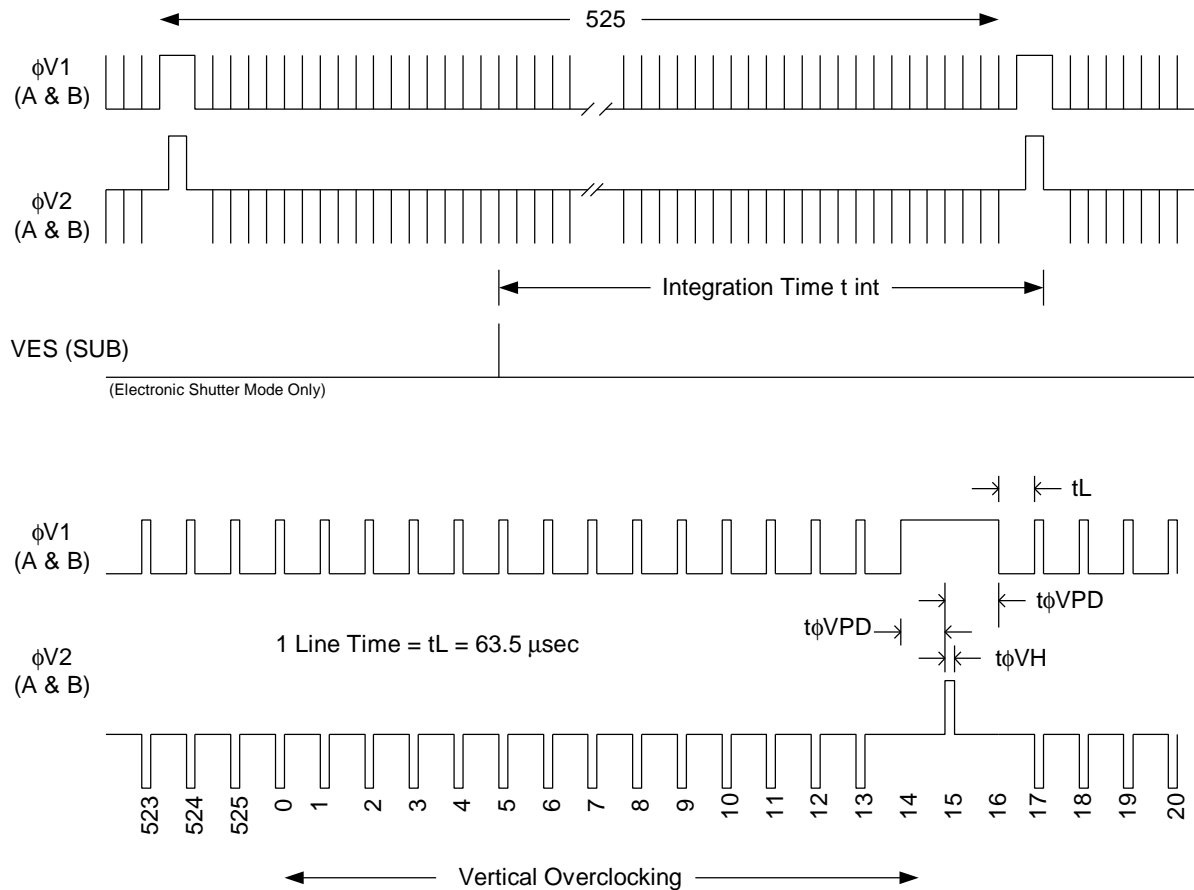 525
ϕV1
(A & B)
ϕV2
(A & B)
Integration Time t int
VES (SUB)
(Electronic Shutter Mode Only)
tL
ϕV1
(A & B)
tϕVPD
tϕVPD
1 Line Time = tL = 63.5 μsec
tϕVH
ϕV2
(A & B)
523 524 525 0 1 2 3 4 5 6 7 8 9 10 11 12 13 14 15 16 17 18 19 20
Vertical Overclocking